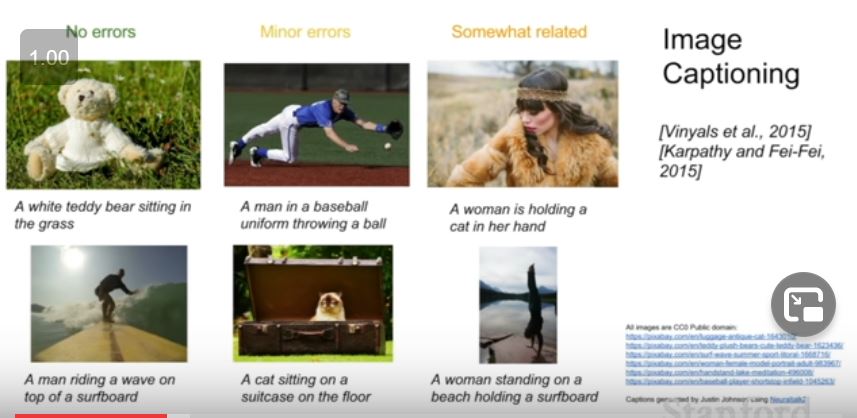 No errors
Minor errors
Somewhat related
Image
Captioning
1.00
[Vinyals et al., 2015]
[Karpathy and Fei-Fei,
2015]
A white teddy bear sitting in
the grass
A man in a baseball
uniform throwing a ball
A woman is holding a
cat in her hand
A man riding a wave on
top of a surfboard
A cat sitting on a
suitcase on the floor
A woman standing on a
beach holding a surfboard
All images are CC0 Public domain:
https://pixabay.com/en/luggage-antique-cat-1643010/
https://pixabay.com/en/teddy-plush-bears-cute-teddy-bear-1623436/
https://pixabay.com/en/surf-wave-summer-sport-litoral-1668716/
https://pixabay.com/en/woman-female-model-portrait-adult-983967/
https://pixabay.com/en/handstand-lake-meditation-496008/
https://pixabay.com/en/baseball-player-shortstop-infield-1045263/
Captions generated by Justin Johnson using Neuraltalk2
Stanford